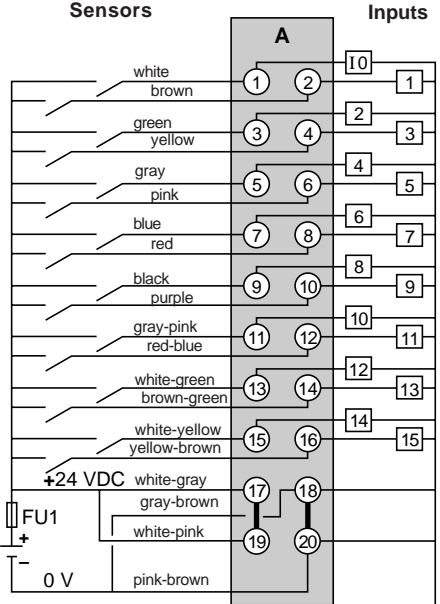 Sensors Inputs
A
I0
white 1 2 1
brown
2
green 3 4 3
yellow
4
gray 5 6 5
pink
6
blue 7 8 7
red
8
black 9 10 9
purple
10
gray-pink 11 12 11
red-blue
12
white-green 13 14 13
brown-green
14
white-yellow 15 16 15
yellow-brown
+24 VDC white-gray 17 18
gray-brown
FU1
+ white-pink 19 20
–
0 V pink-brown